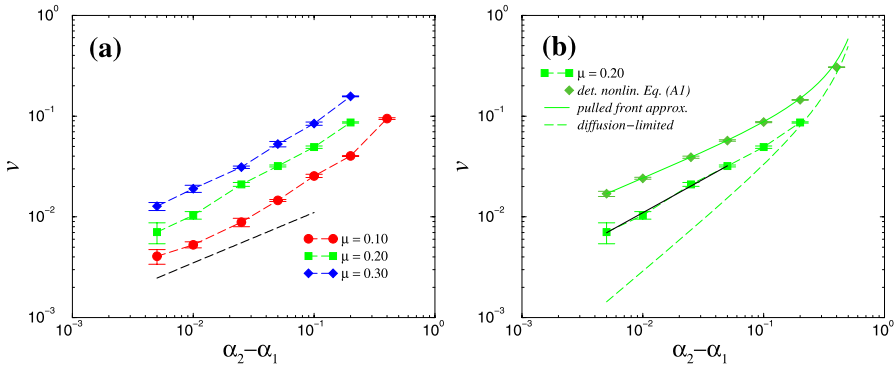 (a)
10⁰
10⁻¹
10⁻²
10⁻³
v
μ = 0.10
μ = 0.20
μ = 0.30
10⁻³ 10⁻² 10⁻¹ 10⁰
α₂−α₁
(b)
10⁰
10⁻¹
10⁻²
10⁻³
v
μ = 0.20
det. nonlin. Eq. (A1)
pulled front approx.
diffusion−limited
10⁻³ 10⁻² 10⁻¹ 10⁰
α₂−α₁